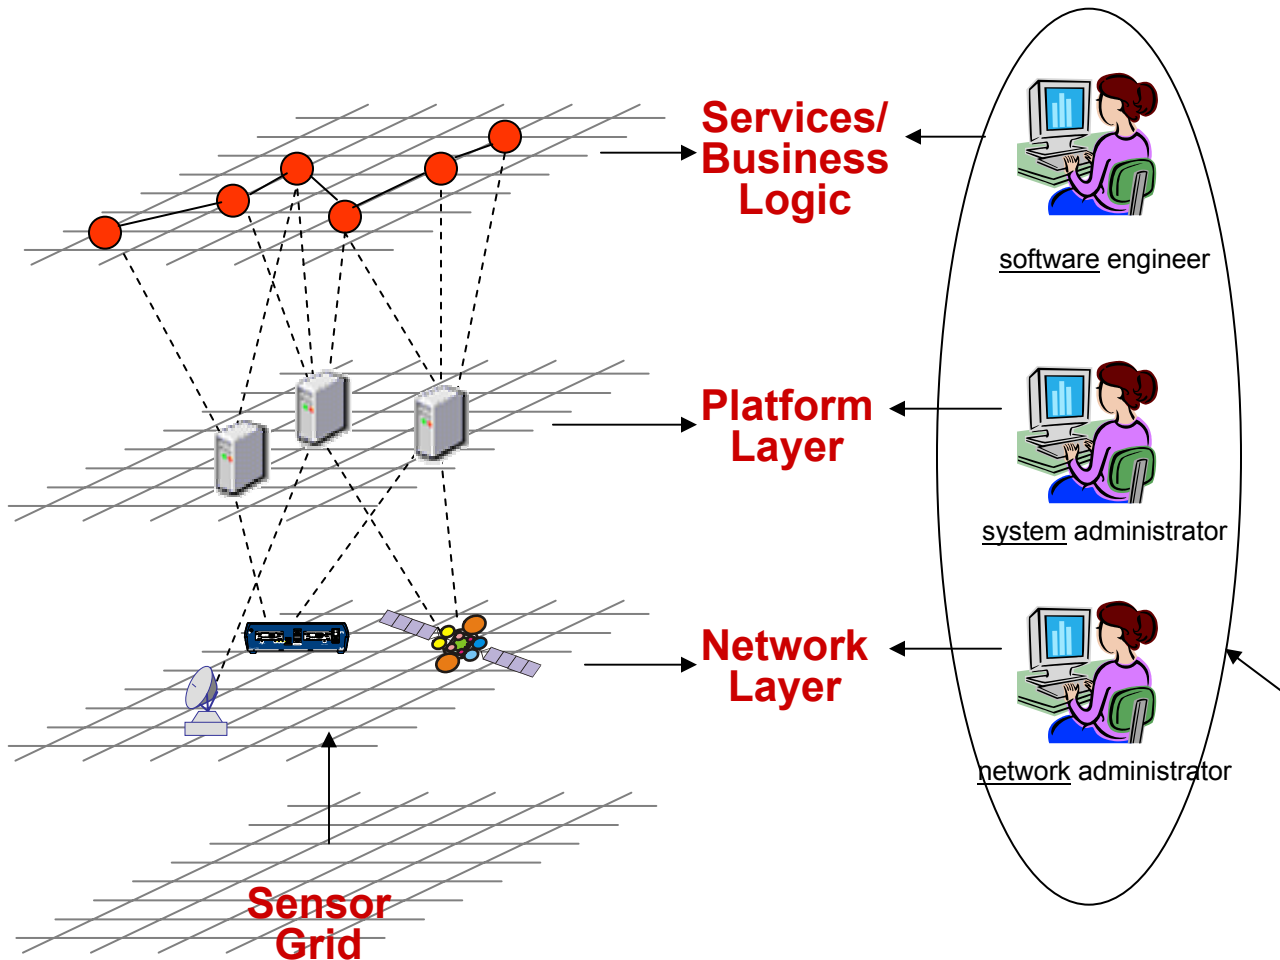 Services/
Business
Logic
software engineer
Platform
Layer
system administrator
Network
Layer
network administrator
Sensor
Grid